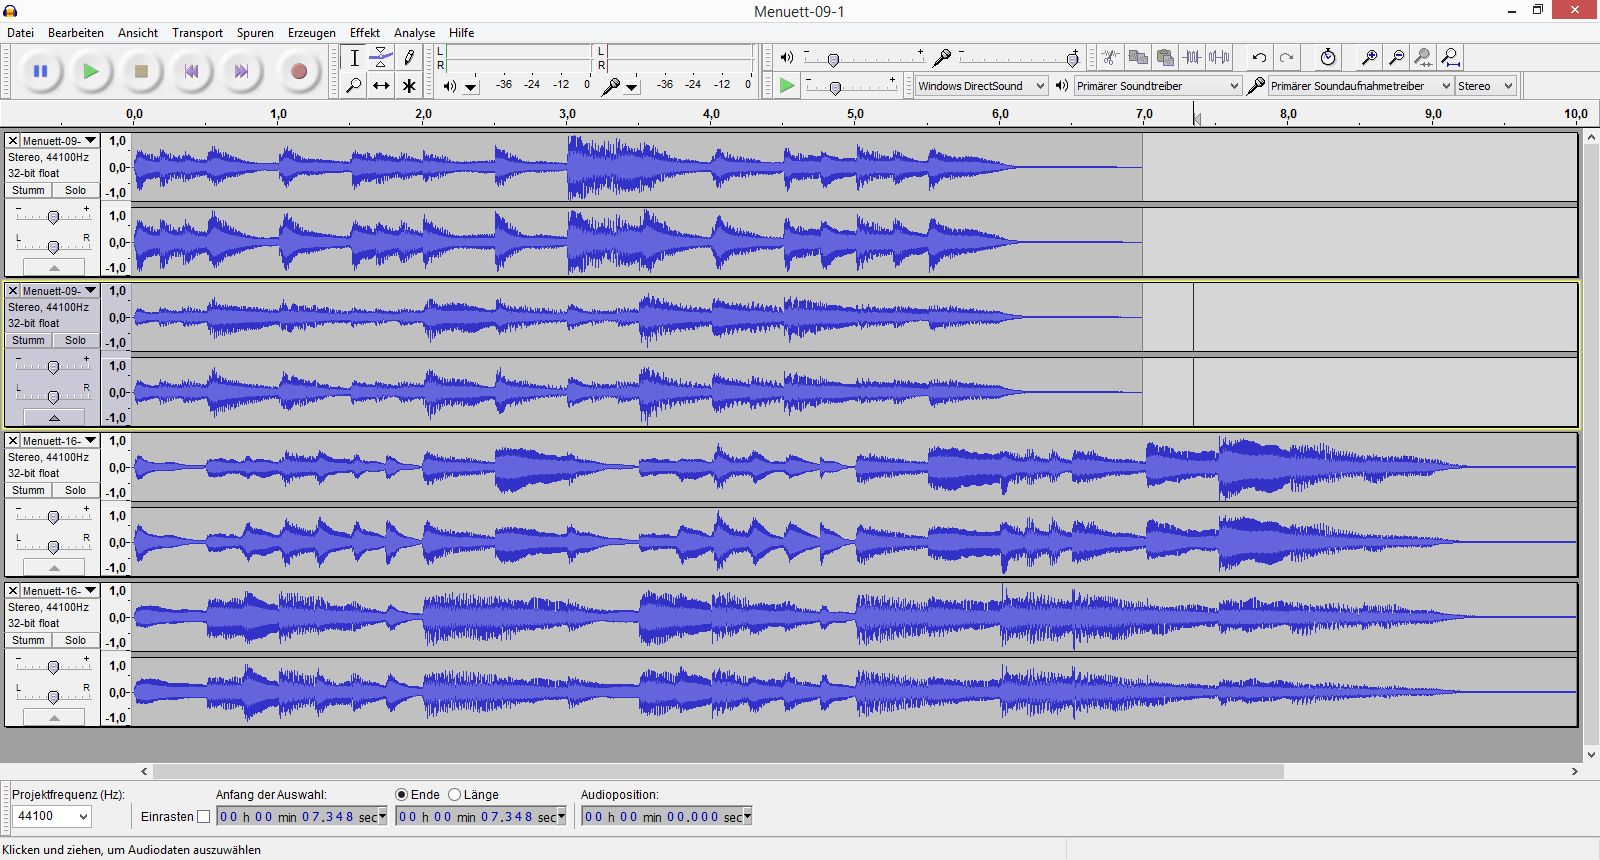 Menuett-09-1
Datei Bearbeiten Ansicht Transport Spuren Erzeugen Effekt Analyse Hilfe
L
R
-36 -24 -12 0
L
R
-36 -24 -12 0
- +
- +
- +
Windows DirectSound
Primärer Soundtreiber
Primärer Soundaufnahmetreiber
Stereo
0,0 1,0 2,0 3,0 4,0 5,0 6,0 7,0 8,0 9,0 10,0
X Menuett-09-
Stereo, 44100Hz
32-bit float
Stumm Solo
- +
L R
1,0
0,0
-1,0
1,0
0,0
-1,0
X Menuett-09-
Stereo, 44100Hz
32-bit float
Stumm Solo
- +
L R
1,0
0,0
-1,0
1,0
0,0
-1,0
X Menuett-16-
Stereo, 44100Hz
32-bit float
Stumm Solo
- +
L R
1,0
0,0
-1,0
1,0
0,0
-1,0
X Menuett-16-
Stereo, 44100Hz
32-bit float
Stumm Solo
- +
L R
1,0
0,0
-1,0
1,0
0,0
-1,0
Projektfrequenz (Hz): Anfang der Auswahl: Ende Länge Audioposition:
44100 Einrasten 00 h 00 min 07.348 sec 00 h 00 min 07.348 sec 00 h 00 min 00.000 sec
Klicken und ziehen, um Audiodaten auszuwählen